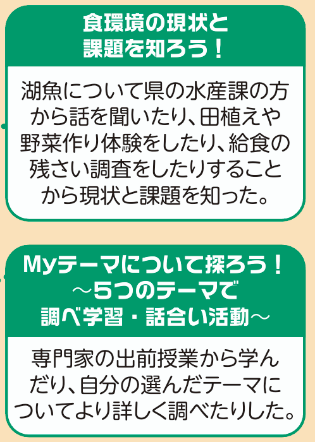 食環境の現状と
課題を知ろう！
湖魚について県の水産課の方
から話を聞いたり、田植えや
野菜作り体験をしたり、給食の
残さい調査をしたりすること
から現状と課題を知った。
Myテーマについて探ろう！
〜5つのテーマで
調べ学習・話合い活動〜
専門家の出前授業から学ん
だり、自分の選んだテーマに
ついてより詳しく調べたりした。